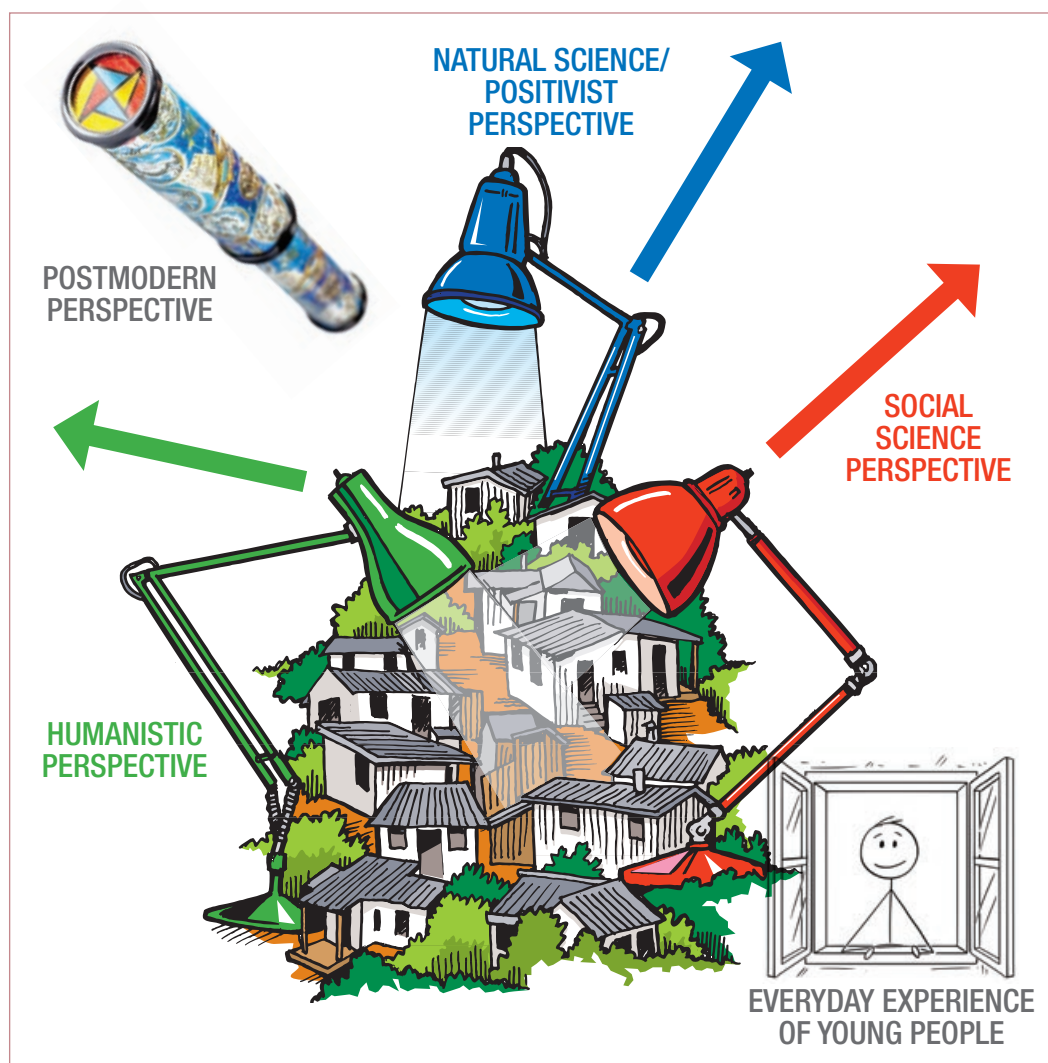 NATURAL SCIENCE/
POSITIVIST
PERSPECTIVE
POSTMODERN
PERSPECTIVE
SOCIAL
SCIENCE
PERSPECTIVE
HUMANISTIC
PERSPECTIVE
EVERYDAY EXPERIENCE
OF YOUNG PEOPLE